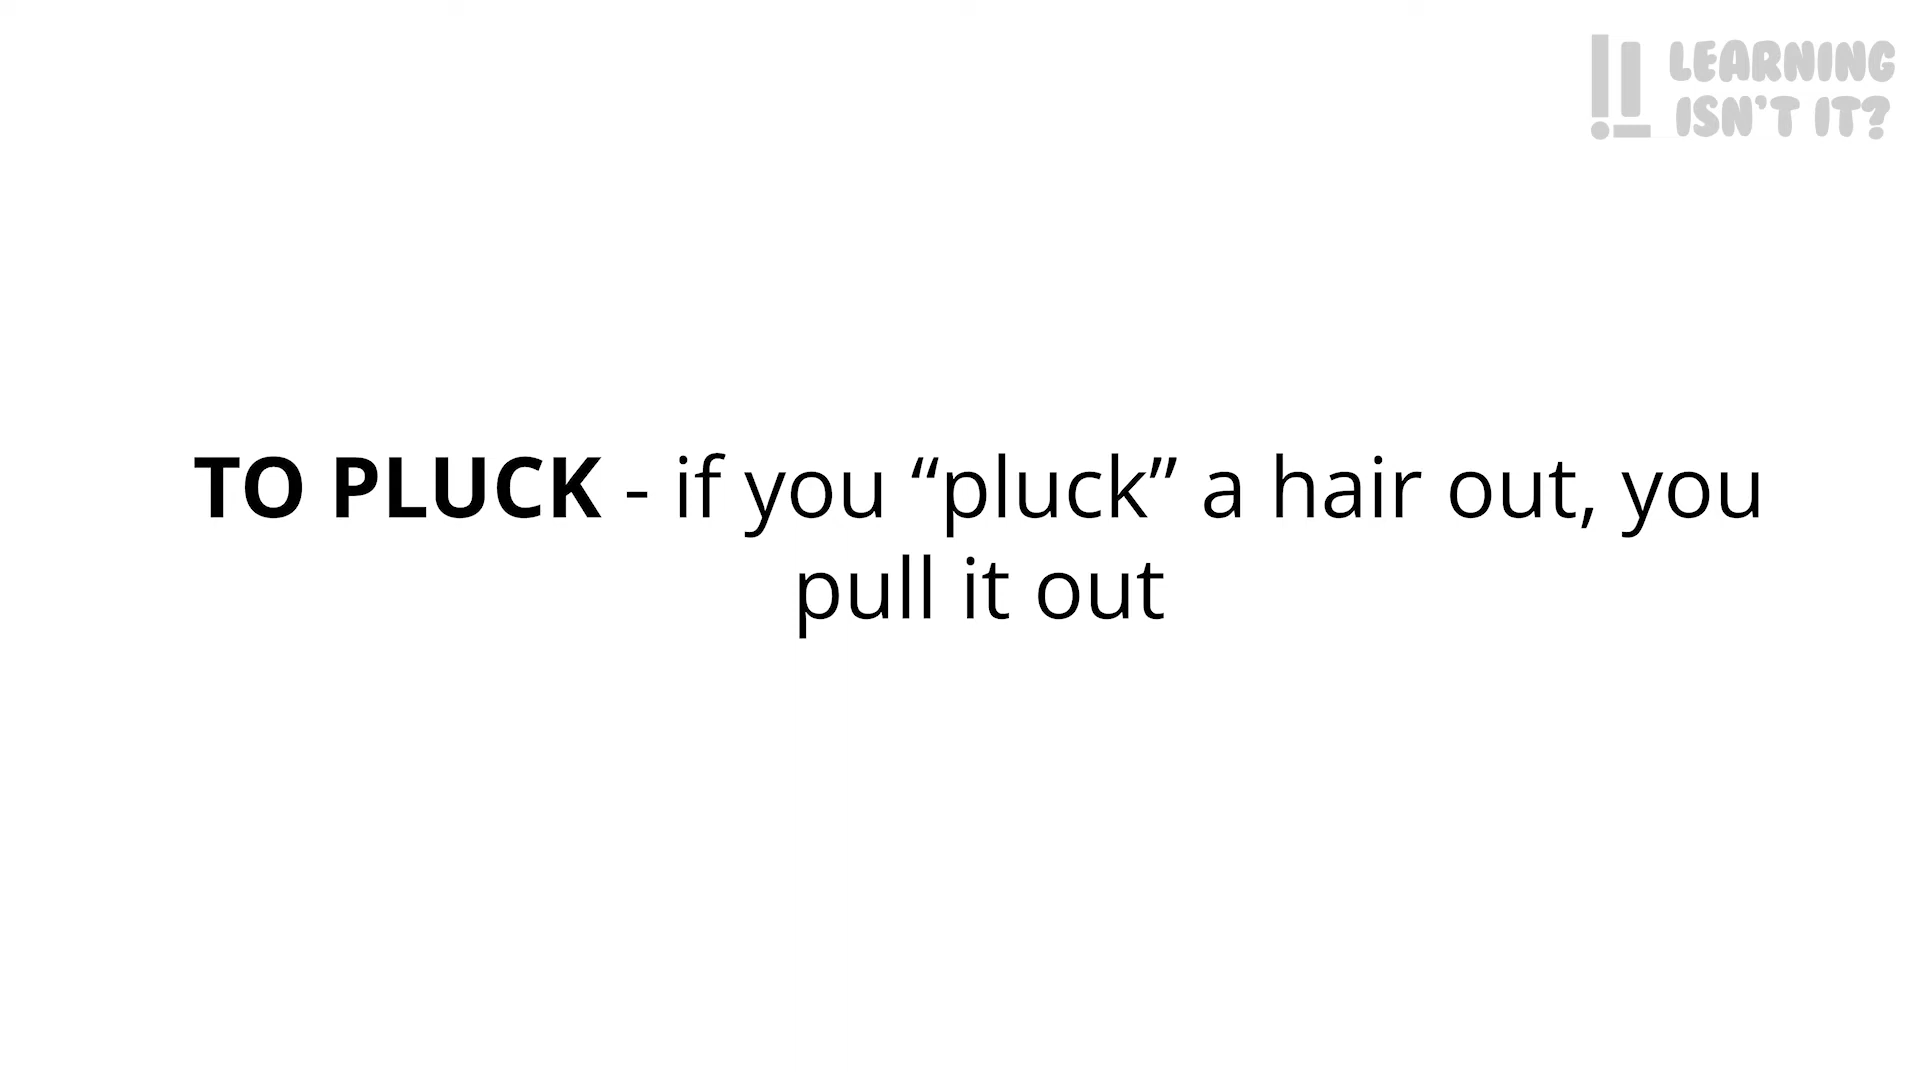 LEARNING
ISN'T IT?
TO PLUCK - if you “pluck” a hair out, you
pull it out